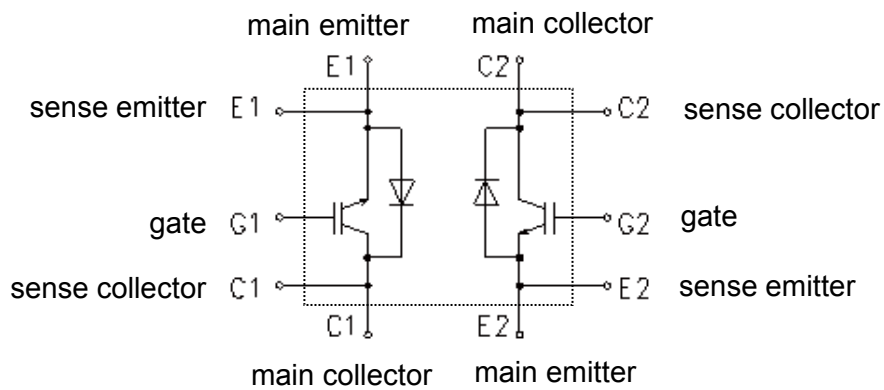 main emitter main collector
E1 C2
sense emitter E1 C2 sense collector
gate G1 G2 gate
sense collector C1 E2 sense emitter
C1 E2
main collector main emitter